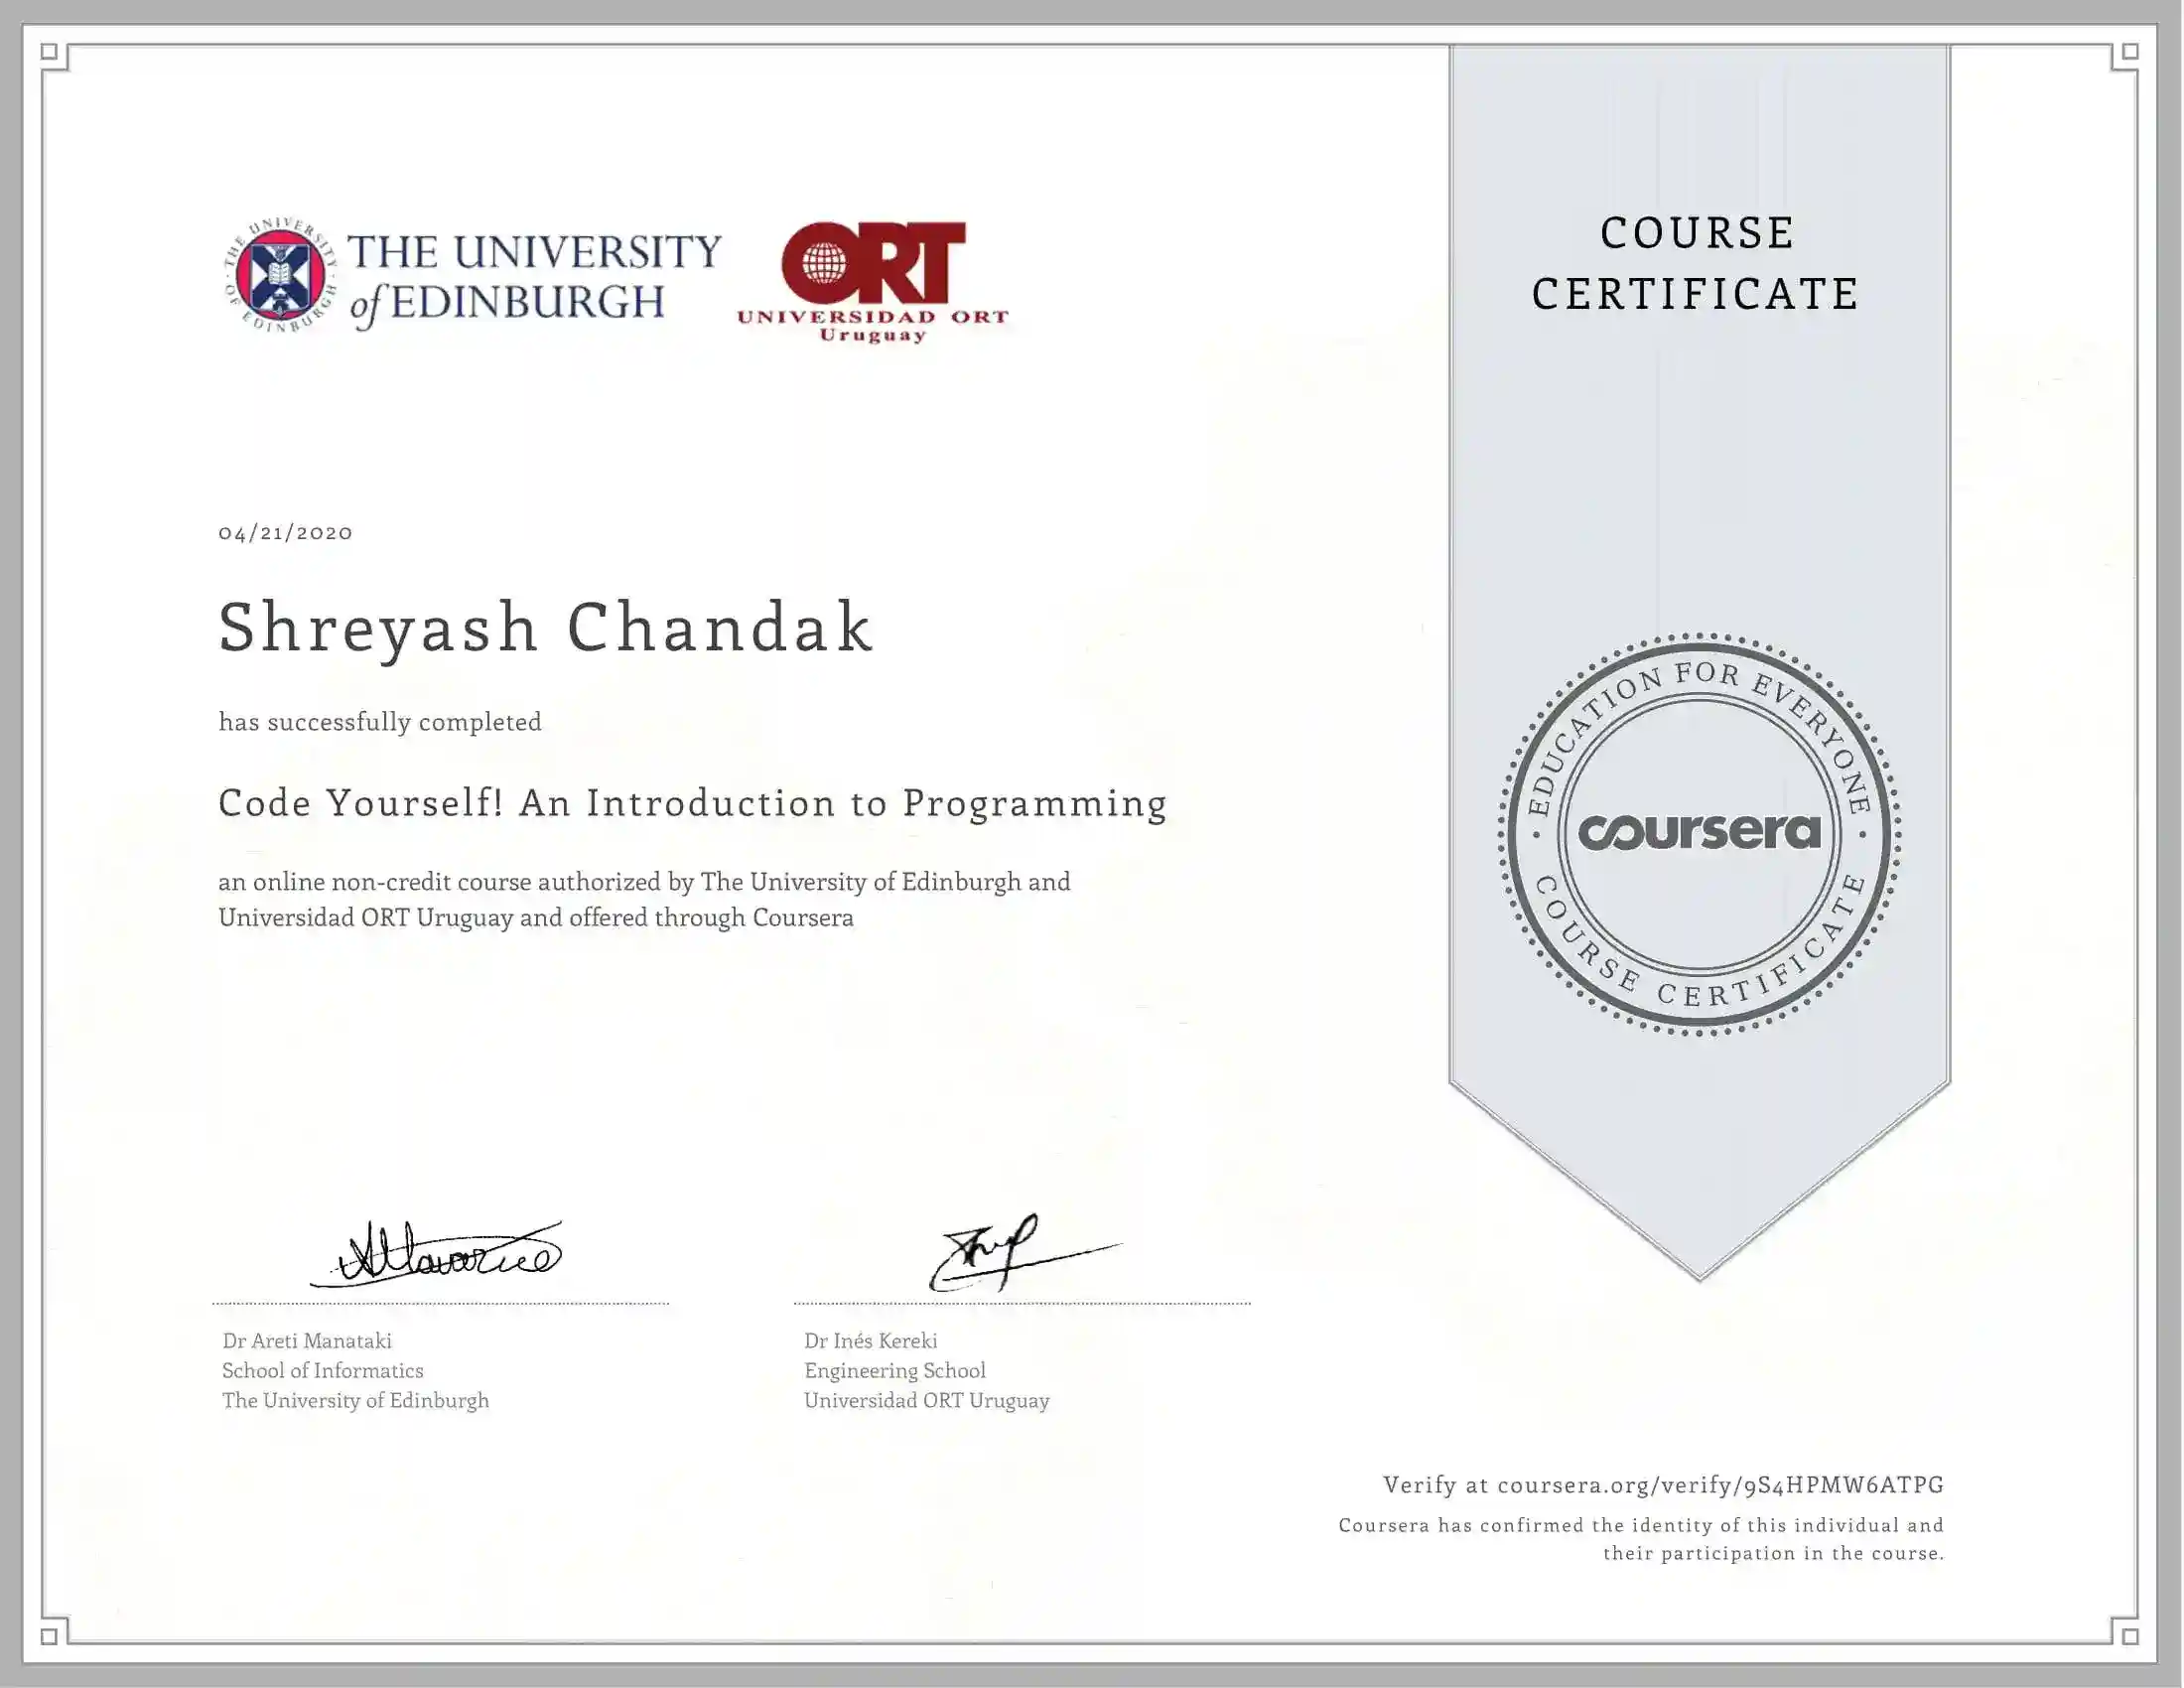 THE UNIVERSITY OF EDINBURGH
THE UNIVERSITY
of EDINBURGH
ORT
UNIVERSIDAD ORT
Uruguay
COURSE
CERTIFICATE
04/21/2020
Shreyash Chandak
has successfully completed
Code Yourself! An Introduction to Programming
an online non-credit course authorized by The University of Edinburgh and
Universidad ORT Uruguay and offered through Coursera
EDUCATION FOR EVERYONE
coursera
COURSE CERTIFICATE
Dr Areti Manataki
School of Informatics
The University of Edinburgh
Dr Inés Kereki
Engineering School
Universidad ORT Uruguay
Verify at coursera.org/verify/9S4HPMW6ATPG
Coursera has confirmed the identity of this individual and
their participation in the course.